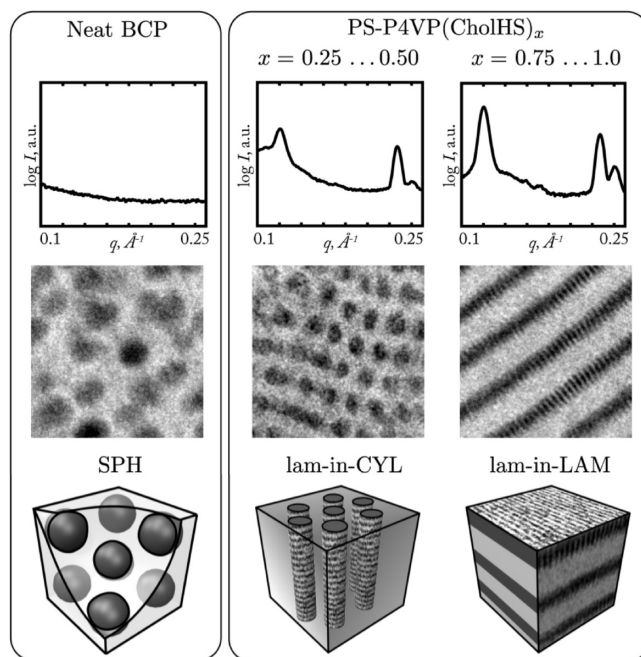 Neat BCP
PS-P4VP(CholHS)x
x = 0.25 ... 0.50
x = 0.75 ... 1.0
log I, a.u.
0.1
0.25
q, Å-1
log I, a.u.
0.1
0.25
q, Å-1
log I, a.u.
0.1
0.25
q, Å-1
SPH
lam-in-CYL
lam-in-LAM